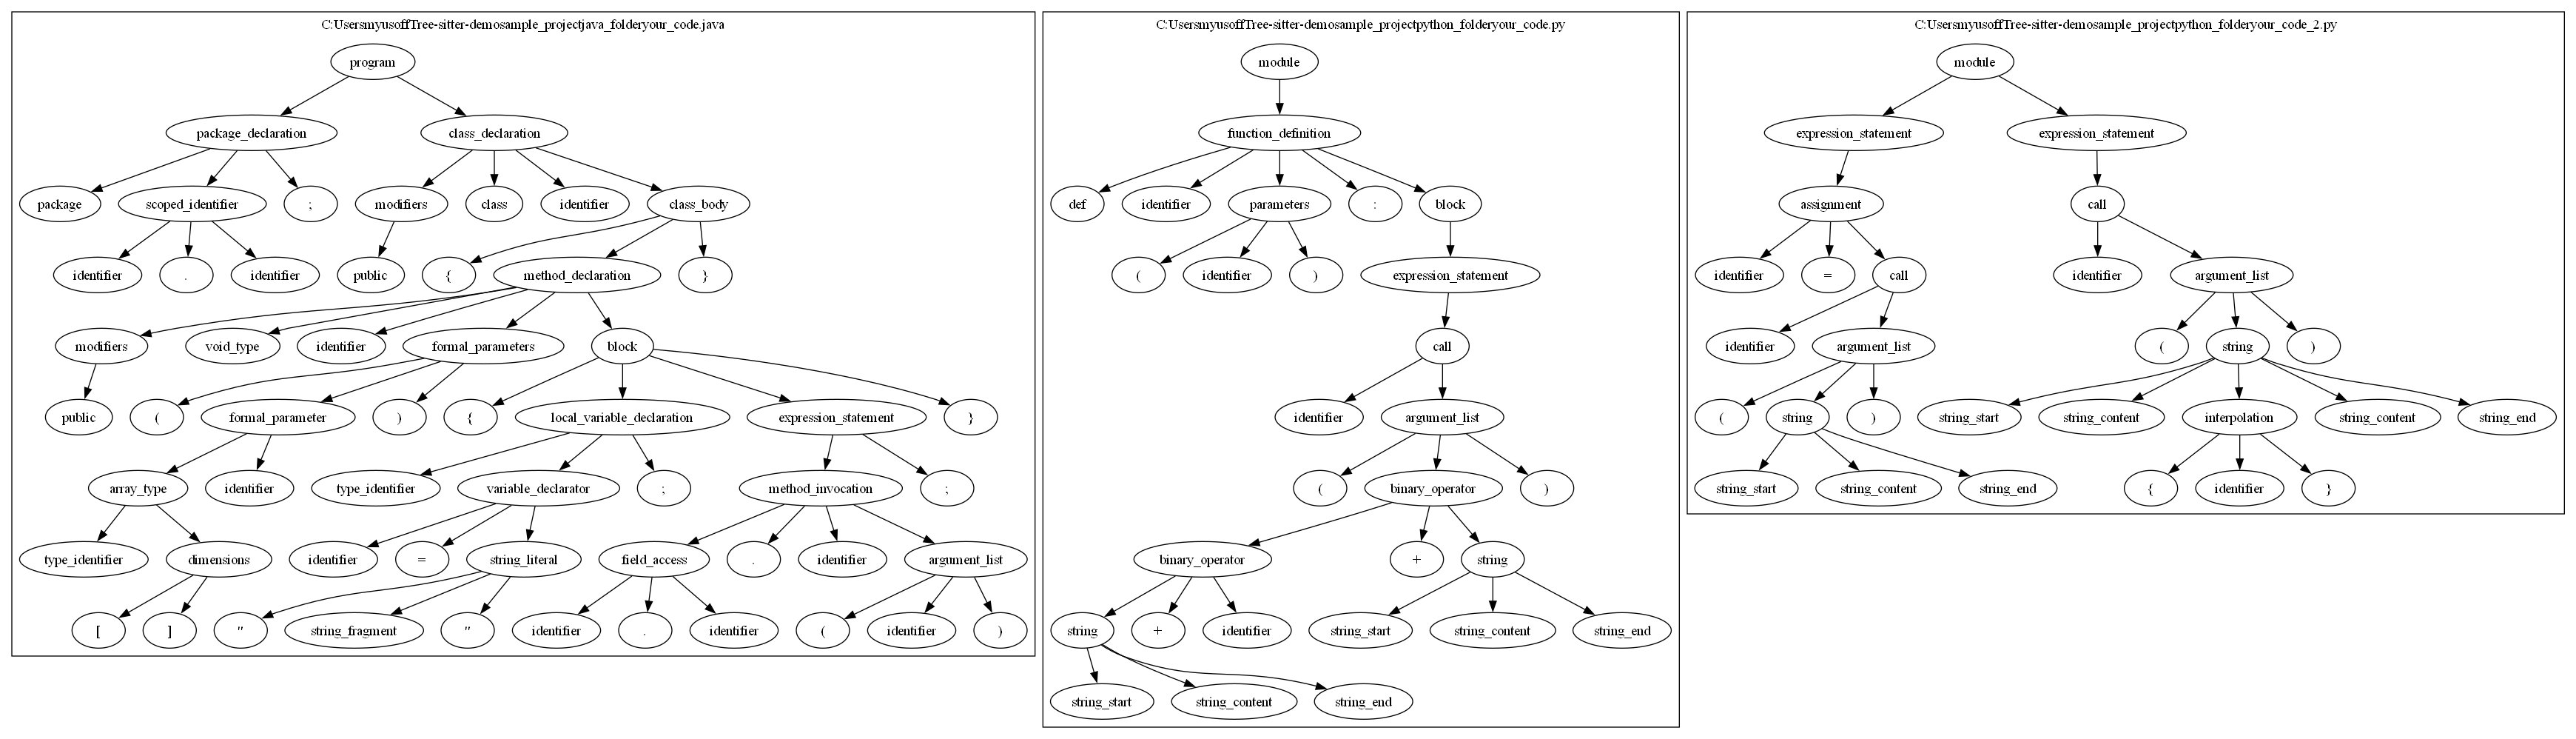 C:UsersmyusoffTree-sitter-demosample_projectjava_folderyour_code.java
program
package_declaration class_declaration
package scoped_identifier ; modifiers class identifier class_body
identifier . identifier public { method_declaration }
modifiers void_type identifier formal_parameters block
public ( formal_parameter ) { local_variable_declaration expression_statement }
array_type identifier type_identifier variable_declarator ; method_invocation ;
type_identifier dimensions identifier = string_literal field_access . identifier argument_list
[ ] " string_fragment " identifier . identifier ( identifier )
C:UsersmyusoffTree-sitter-demosample_projectpython_folderyour_code.py
module
function_definition
def identifier parameters : block
( identifier ) expression_statement
call
identifier argument_list
( binary_operator )
binary_operator + string
string + identifier string_start string_content string_end
string_start string_content string_end
C:UsersmyusoffTree-sitter-demosample_projectpython_folderyour_code_2.py
module
expression_statement expression_statement
assignment call
identifier = call identifier argument_list
identifier argument_list ( string )
( string ) string_start string_content interpolation string_content string_end
string_start string_content string_end { identifier }